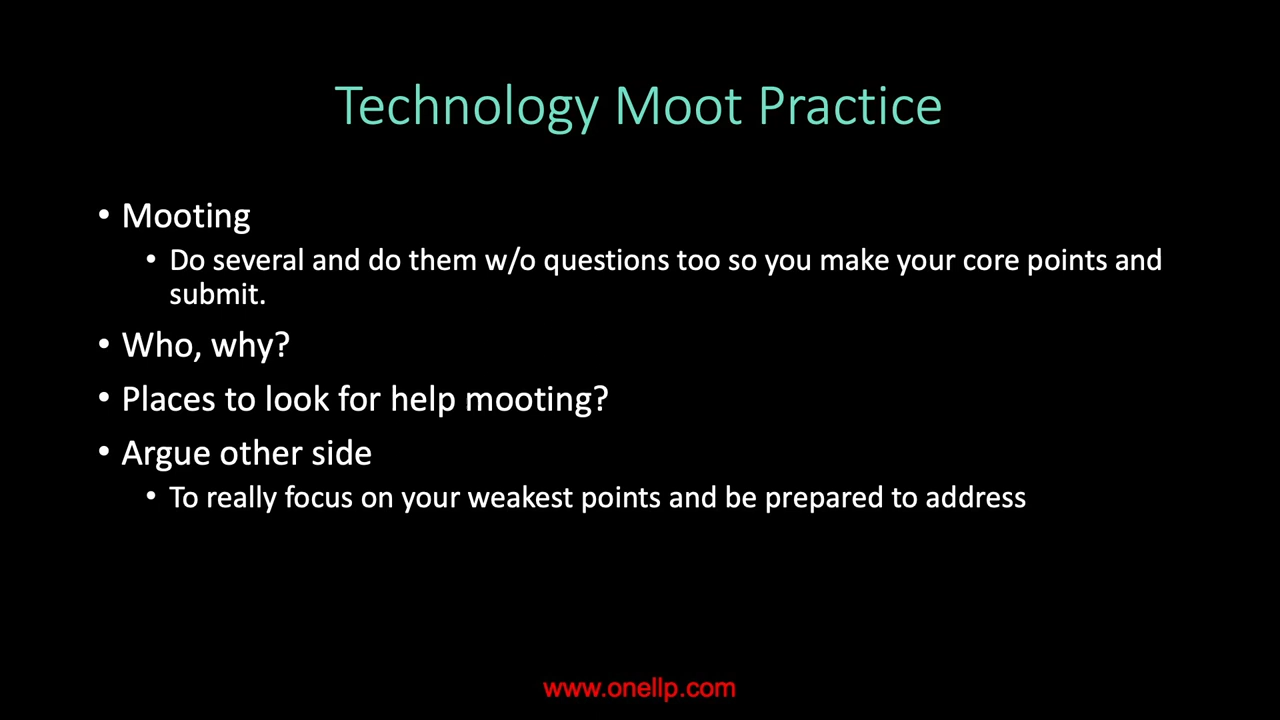 Technology Moot Practice
• Mooting
• Do several and do them w/o questions too so you make your core points and
submit.
• Who, why?
• Places to look for help mooting?
• Argue other side
• To really focus on your weakest points and be prepared to address
www.onellp.com